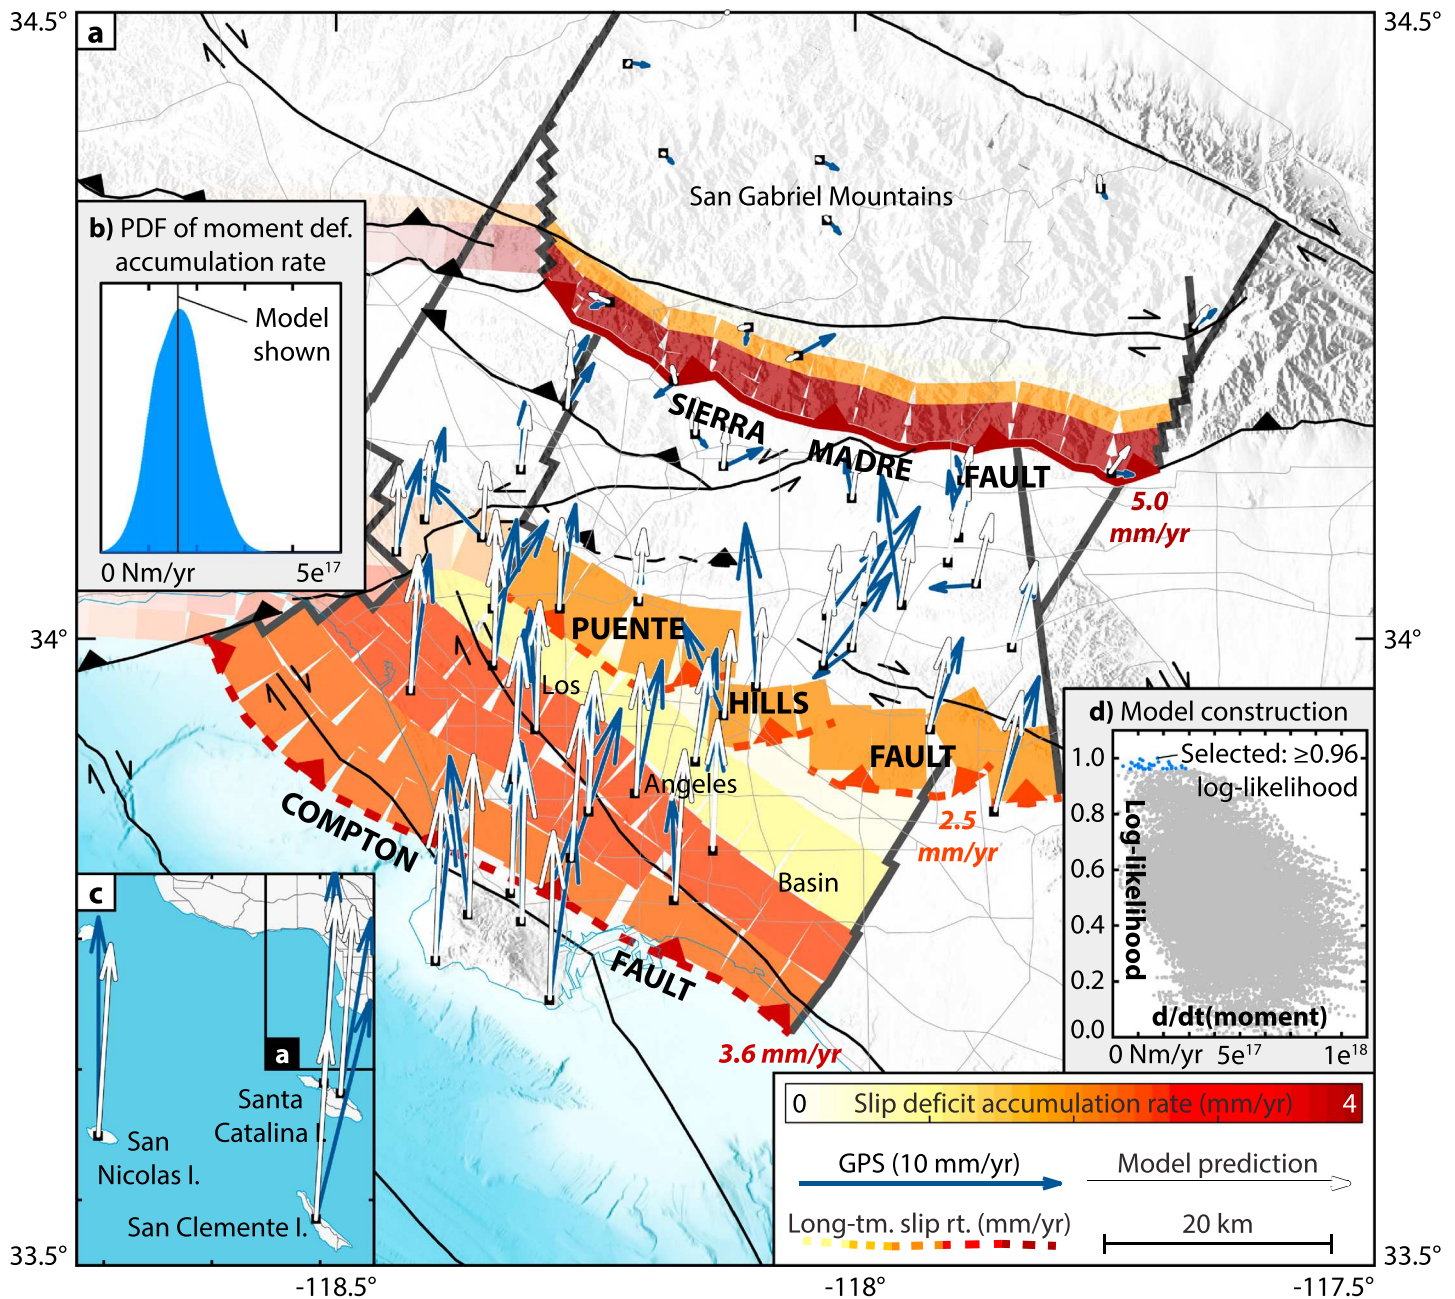 34.5°
34.5°
a
San Gabriel Mountains
b) PDF of moment def.
accumulation rate
Model
shown
0 Nm/yr
5e17
SIERRA
MADRE
FAULT
5.0
mm/yr
34°
34°
PUENTE
HILLS
FAULT
2.5
mm/yr
Los
Angeles
Basin
COMPTON
FAULT
3.6 mm/yr
d) Model construction
Selected: ≥0.96
log-likelihood
1.0
0.8
0.6
0.4
0.2
0.0
Log-likelihood
d/dt(moment)
0 Nm/yr
5e17
1e18
c
a
Santa
Catalina I.
San
Nicolas I.
San Clemente I.
0
Slip deficit accumulation rate (mm/yr)
4
GPS (10 mm/yr)
Model prediction
Long-tm. slip rt. (mm/yr)
20 km
33.5°
33.5°
-118.5°
-118°
-117.5°